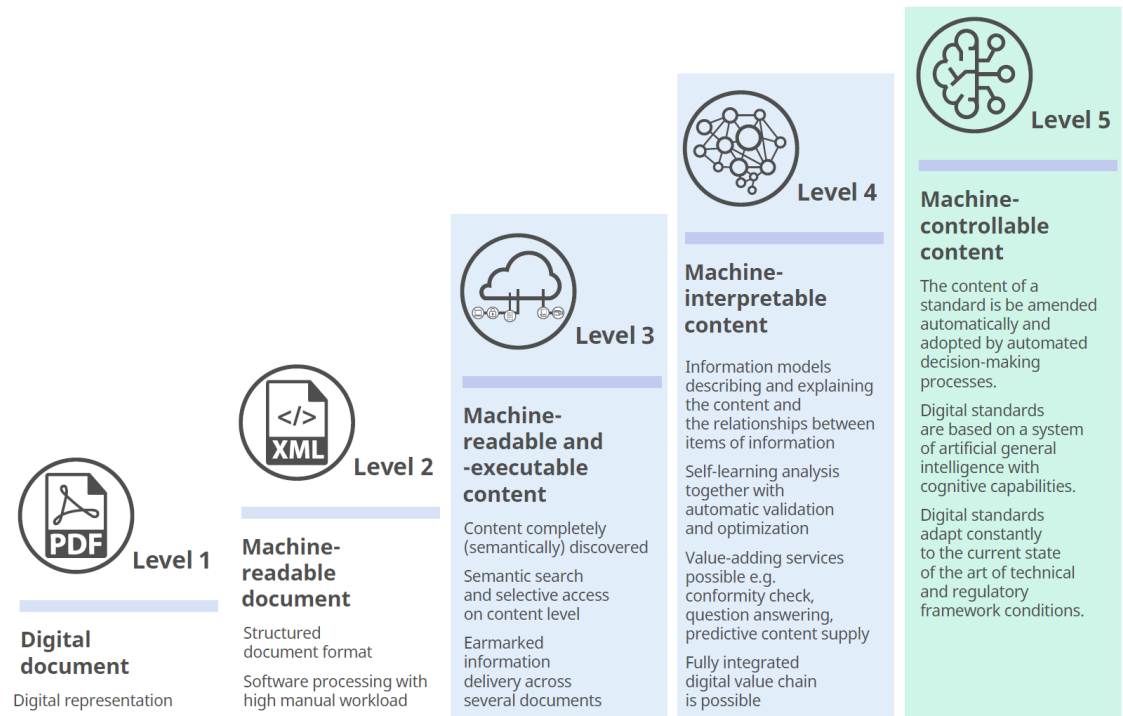 PDF
Level 1
Digital
document
Digital representation
</>
XML
Level 2
Machine-
readable
document
Structured
document format
Software processing with
high manual workload
Level 3
Machine-
readable and
-executable
content
Content completely
(semantically) discovered
Semantic search
and selective access
on content level
Earmarked
information
delivery across
several documents
Level 4
Machine-
interpretable
content
Information models
describing and explaining
the content and
the relationships between
items of information
Self-learning analysis
together with
automatic validation
and optimization
Value-adding services
possible e.g.
conformity check,
question answering,
predictive content supply
Fully integrated
digital value chain
is possible
Level 5
Machine-
controllable
content
The content of a
standard is be amended
automatically and
adopted by automated
decision-making
processes.
Digital standards
are based on a system
of artificial general
intelligence with
cognitive capabilities.
Digital standards
adapt constantly
to the current state
of the art of technical
and regulatory
framework conditions.